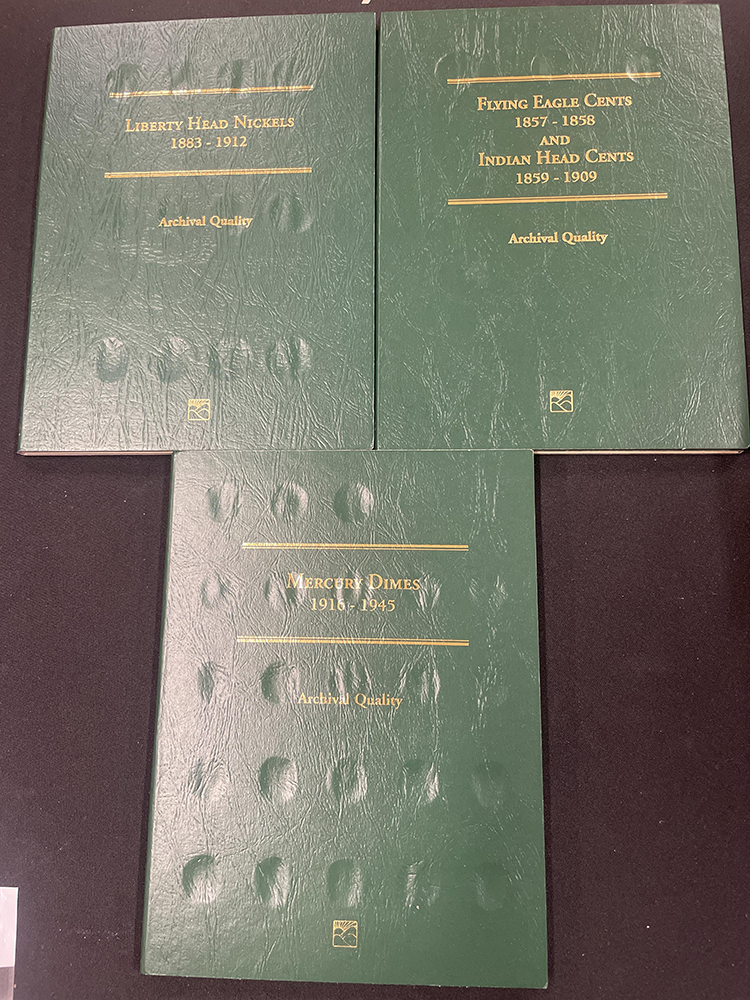 Liberty Head Nickels
1883 - 1912
Archival Quality
Flying Eagle Cents
1857 - 1858
and
Indian Head Cents
1859 - 1909
Archival Quality
Mercury Dimes
1916 - 1945
Archival Quality